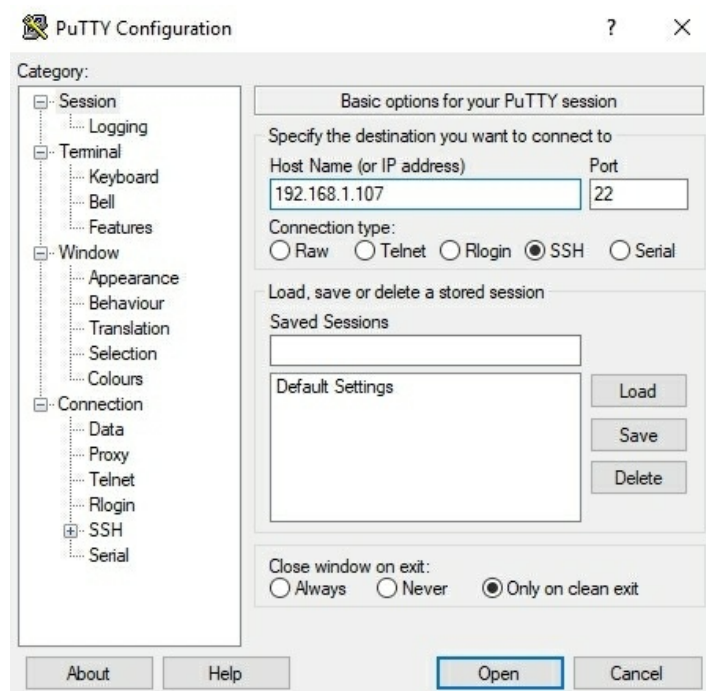 PuTTY Configuration
?
Category:
Session
Logging
Terminal
Keyboard
Bell
Features
Window
Appearance
Behaviour
Translation
Selection
Colours
Connection
Data
Proxy
Telnet
Rlogin
SSH
Serial
Basic options for your PuTTY session
Specify the destination you want to connect to
Host Name (or IP address) Port
192.168.1.107 22
Connection type:
Raw Telnet Rlogin SSH Serial
Load, save or delete a stored session
Saved Sessions
Default Settings
Load
Save
Delete
Close window on exit:
Always Never Only on clean exit
About Help Open Cancel